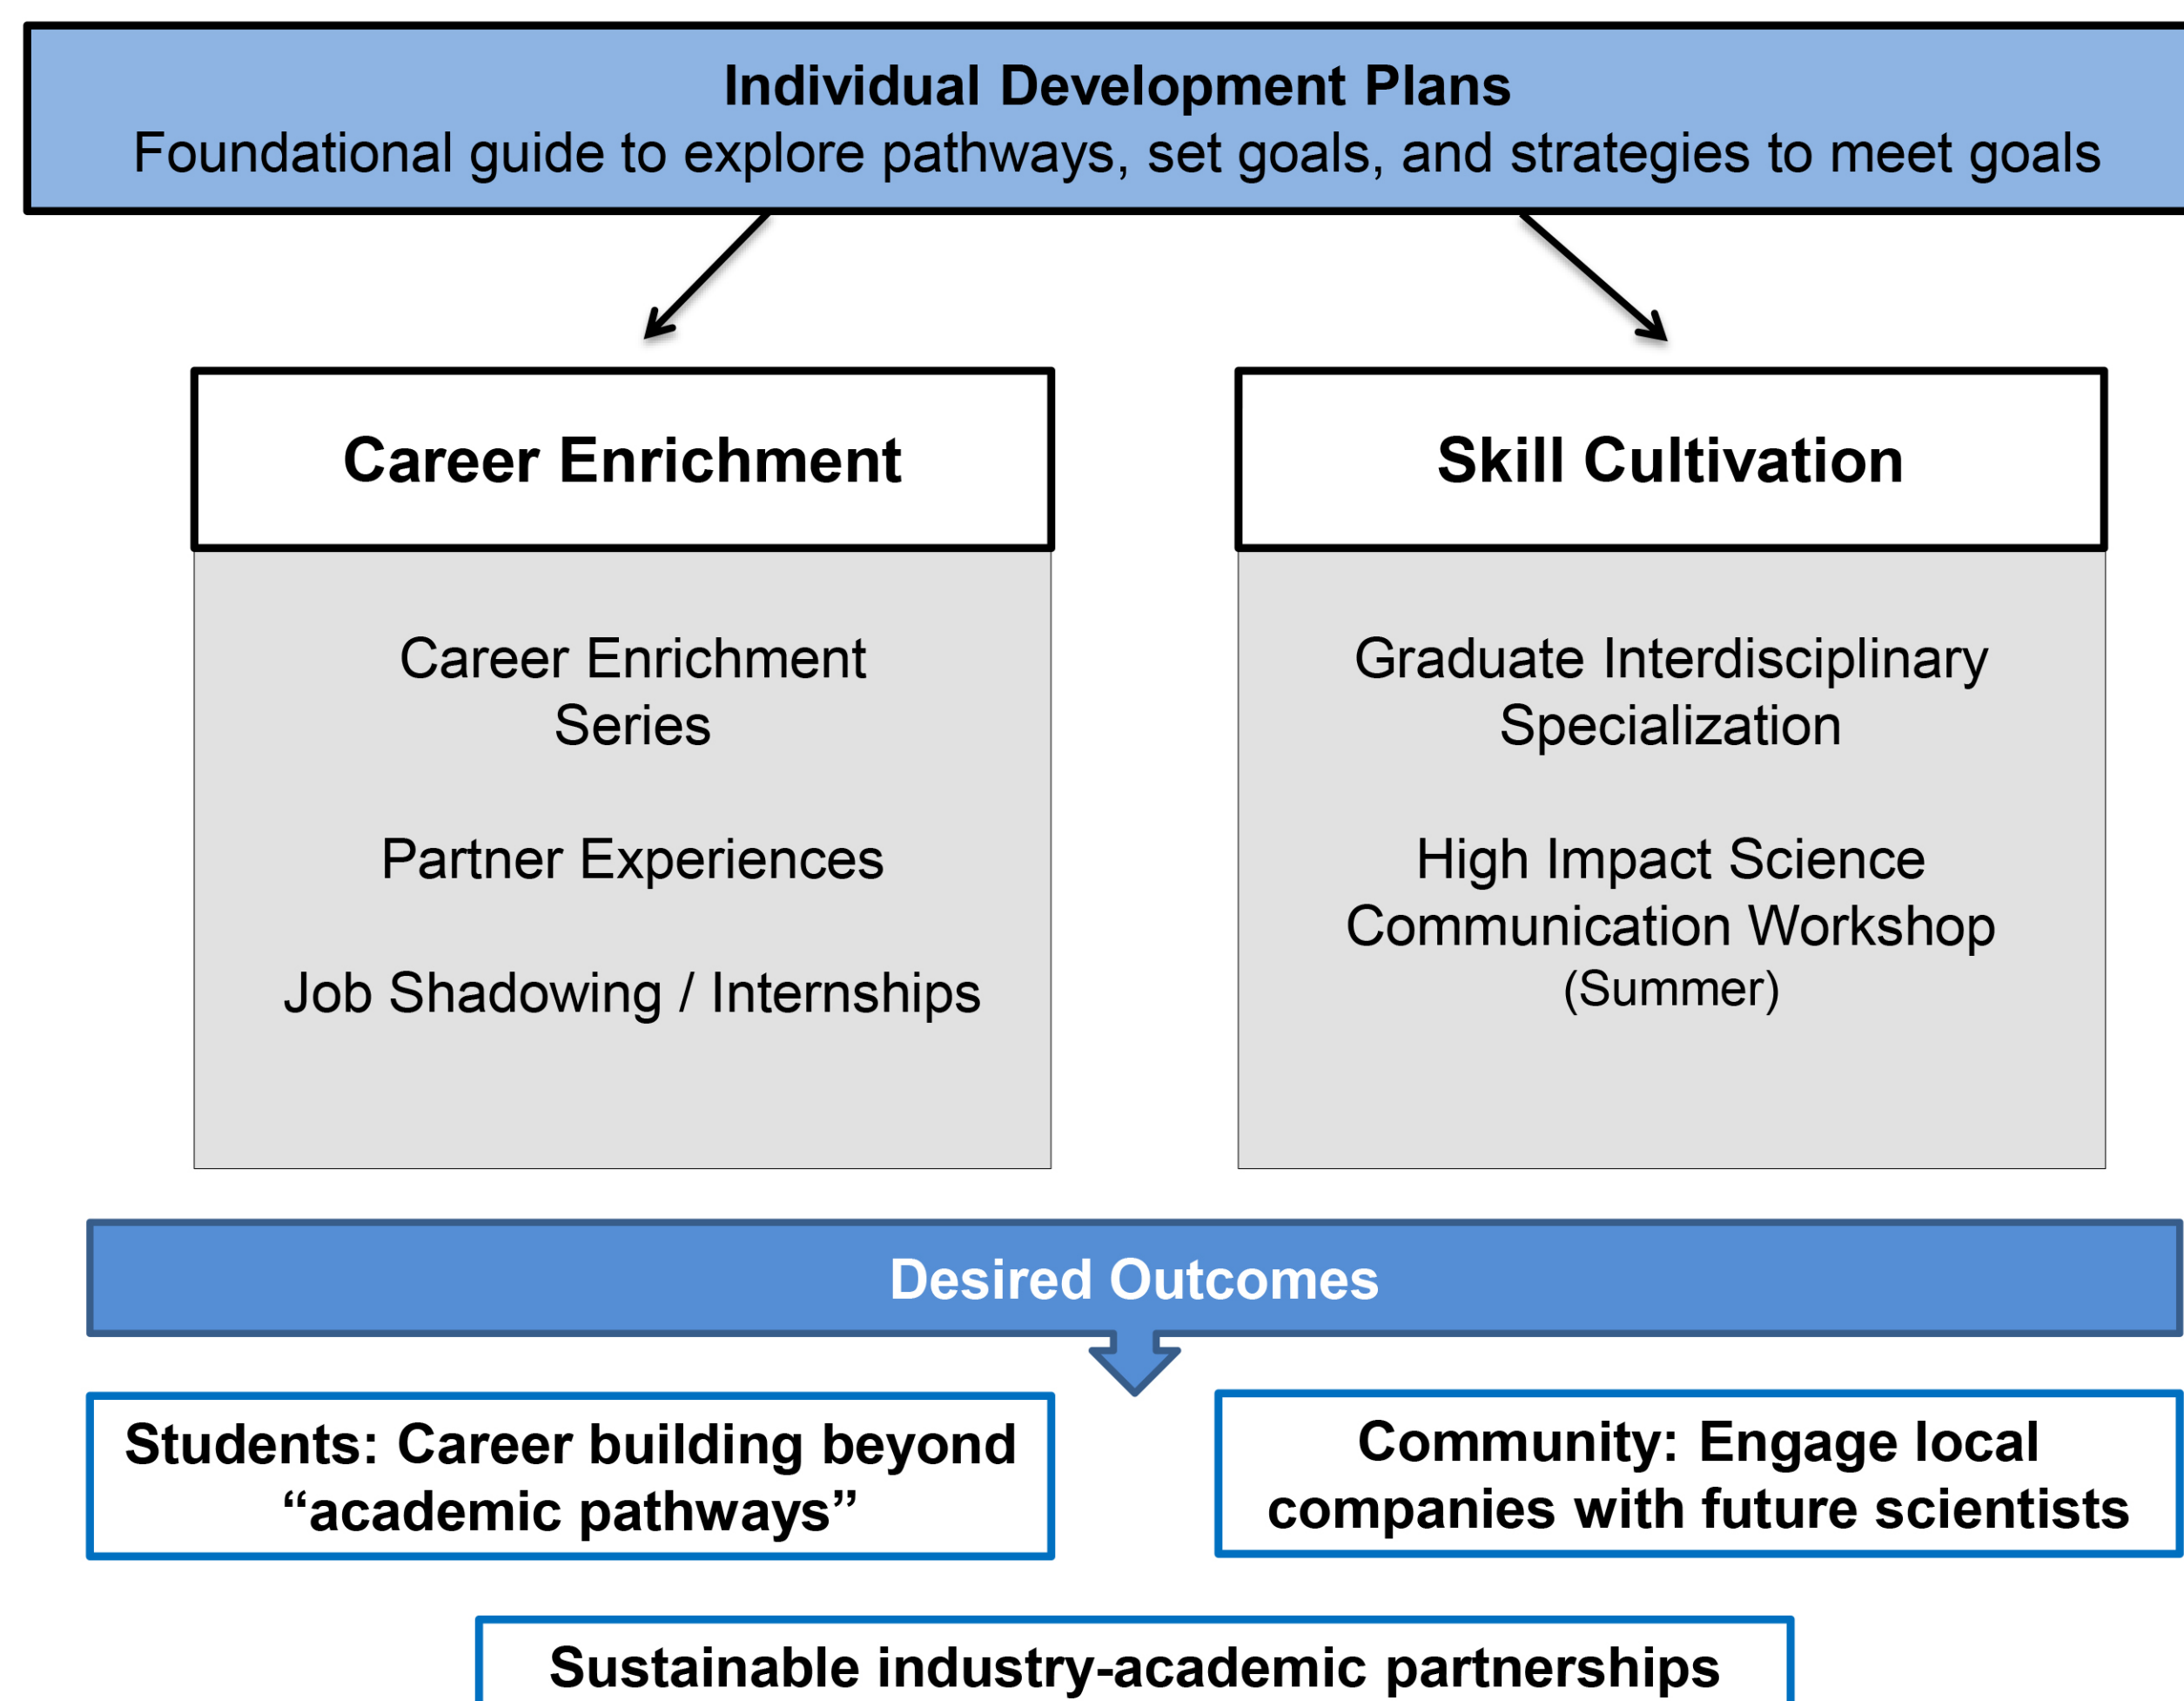 Individual Development Plans
Foundational guide to explore pathways, set goals, and strategies to meet goals
Career Enrichment
Career Enrichment
Series
Partner Experiences
Job Shadowing / Internships
Skill Cultivation
Graduate Interdisciplinary
Specialization
High Impact Science
Communication Workshop
(Summer)
Desired Outcomes
Students: Career building beyond
“academic pathways”
Community: Engage local
companies with future scientists
Sustainable industry-academic partnerships